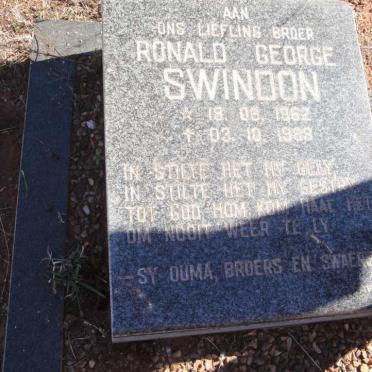 AAN
ONS LIEFLING BROER
RONALD GEORGE
SWINDON
* 18.08.1962
† 03.10.1988
IN STILTE HET HY GELY
IN STILTE HET HY GESTRY
TOT GOD HOM KOM HAAL HET
OM NOOIT WEER TE LY
— SY OUMA, BROERS EN SWAER